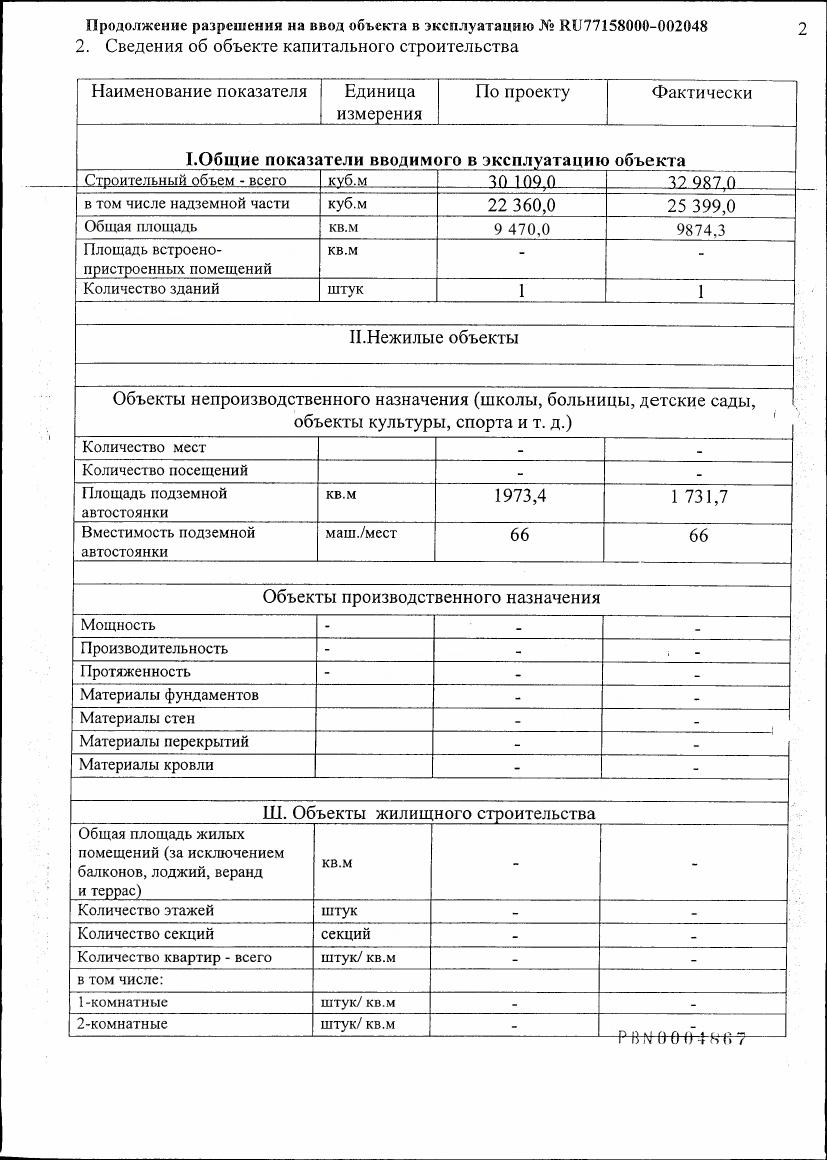 Продолжение разрешения на ввод объекта в эксплуатацию № RU77158000-002048
2
2. Сведения об объекте капитального строительства
Наименование показателя Единица По проекту Фактически
измерения
I.Общие показатели вводимого в эксплуатацию объекта
Строительный объем - всего куб.м 30 109,0 32 987,0
в том числе надземной части куб.м 22 360,0 25 399,0
Общая площадь кв.м 9 470,0 9874,3
Площадь встроено- кв.м - -
пристроенных помещений
Количество зданий штук 1 1
II.Нежилые объекты
Объекты непроизводственного назначения (школы, больницы, детские сады,
объекты культуры, спорта и т. д.)
Количество мест - -
Количество посещений - -
Площадь подземной кв.м 1973,4 1 731,7
автостоянки
Вместимость подземной маш./мест 66 66
автостоянки
Объекты производственного назначения
Мощность - - -
Производительность - - -
Протяженность - - -
Материалы фундаментов - -
Материалы стен - -
Материалы перекрытий - -
Материалы кровли - -
Ш. Объекты жилищного строительства
Общая площадь жилых
помещений (за исключением
балконов, лоджий, веранд кв.м - -
и террас)
Количество этажей штук - -
Количество секций секций - -
Количество квартир - всего штук/ кв.м - -
в том числе:
1-комнатные штук/ кв.м - -
2-комнатные штук/ кв.м - -
PBN0004867